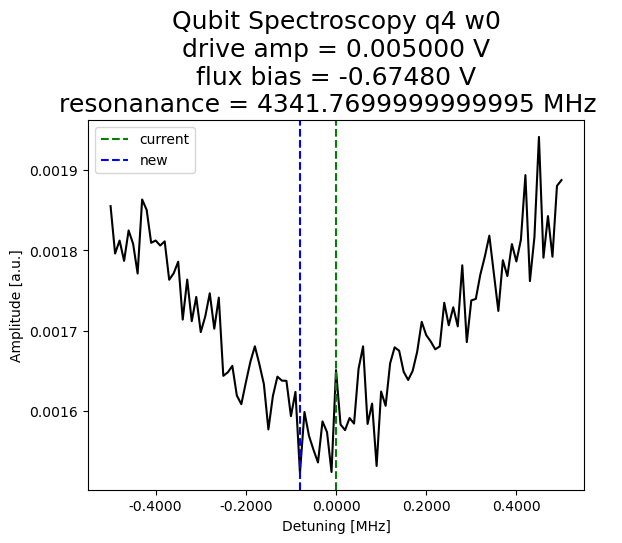 Qubit Spectroscopy q4 w0
drive amp = 0.005000 V
flux bias = -0.67480 V
resonanance = 4341.7699999999995 MHz
current
new
0.0019
0.0018
0.0017
0.0016
Amplitude [a.u.]
-0.4000 -0.2000 0.0000 0.2000 0.4000
Detuning [MHz]